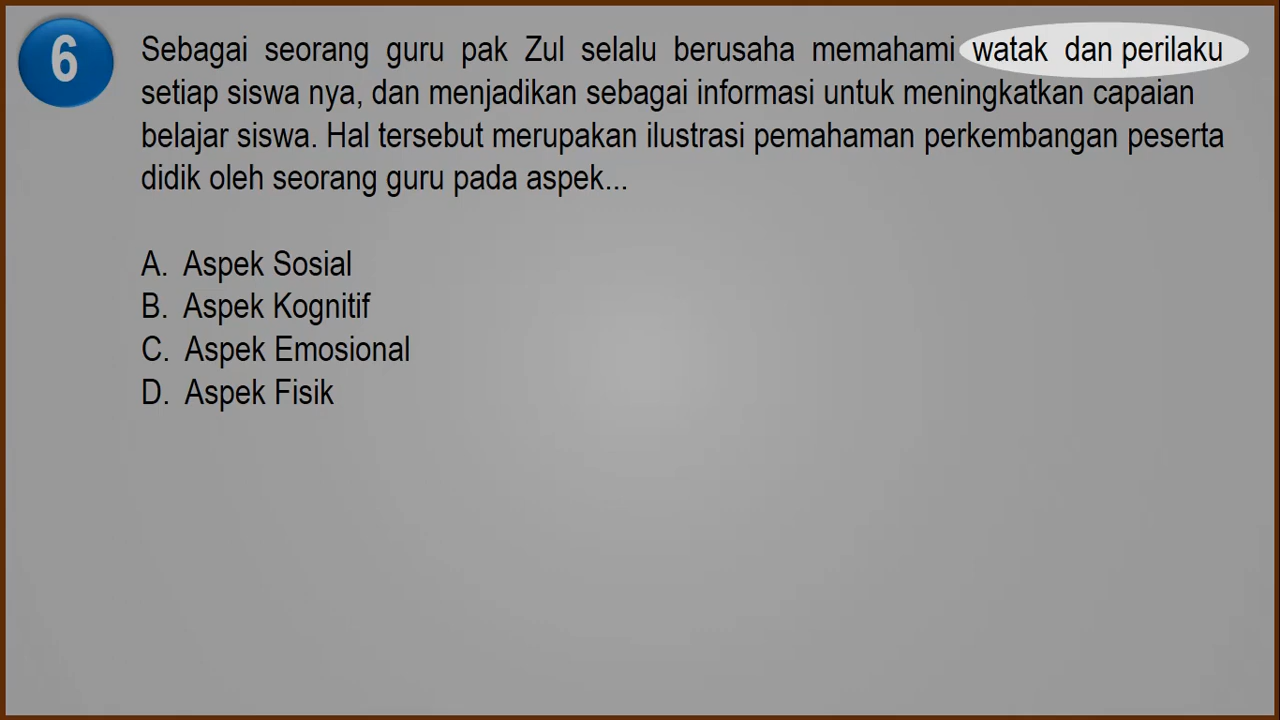 6
Sebagai seorang guru pak Zul selalu berusaha memahami watak dan perilaku
setiap siswa nya, dan menjadikan sebagai informasi untuk meningkatkan capaian
belajar siswa. Hal tersebut merupakan ilustrasi pemahaman perkembangan peserta
didik oleh seorang guru pada aspek...
A. Aspek Sosial
B. Aspek Kognitif
C. Aspek Emosional
D. Aspek Fisik